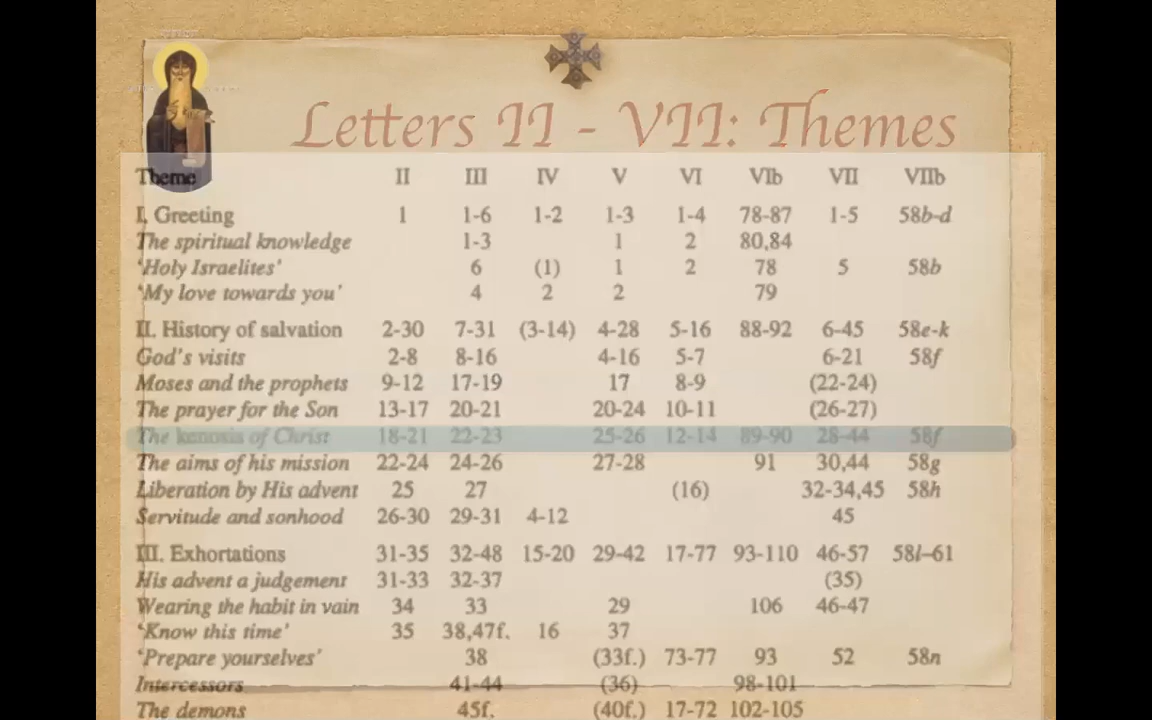 Letters II - VII: Themes
Theme II III IV V VI VIb VII VIIb
I. Greeting 1 1-6 1-2 1-3 1-4 78-87 1-5 58b-d
The spiritual knowledge 1-3 1 2 80,84
'Holy Israelites' 6 (1) 1 2 78 5 58b
'My love towards you' 4 2 2 79
II. History of salvation 2-30 7-31 (3-14) 4-28 5-16 88-92 6-45 58e-k
God's visits 2-8 8-16 4-16 5-7 6-21 58f
Moses and the prophets 9-12 17-19 17 8-9 (22-24)
The prayer for the Son 13-17 20-21 20-24 10-11 (26-27)
The kenosis of Christ 18-21 22-23 25-26 12-14 89-90 28-44 58f
The aims of his mission 22-24 24-26 27-28 91 30,44 58g
Liberation by His advent 25 27 (16) 32-34,45 58h
Servitude and sonhood 26-30 29-31 4-12 45
III. Exhortations 31-35 32-48 15-20 29-42 17-77 93-110 46-57 58l-61
His advent a judgement 31-33 32-37 (35)
Wearing the habit in vain 34 33 29 106 46-47
'Know this time' 35 38,47f. 16 37
'Prepare yourselves' 38 (33f.) 73-77 93 52 58n
Intercessors 41-44 (36) 98-101
The demons 45f. (40f.) 17-72 102-105